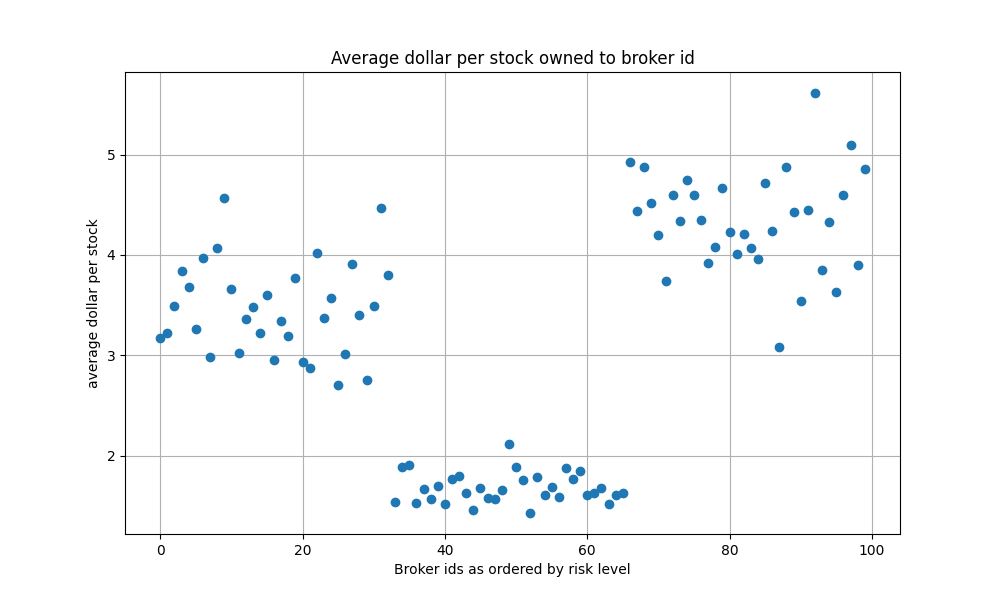 Average dollar per stock owned to broker id
average dollar per stock
5
4
3
2
0 20 40 60 80 100
Broker ids as ordered by risk level